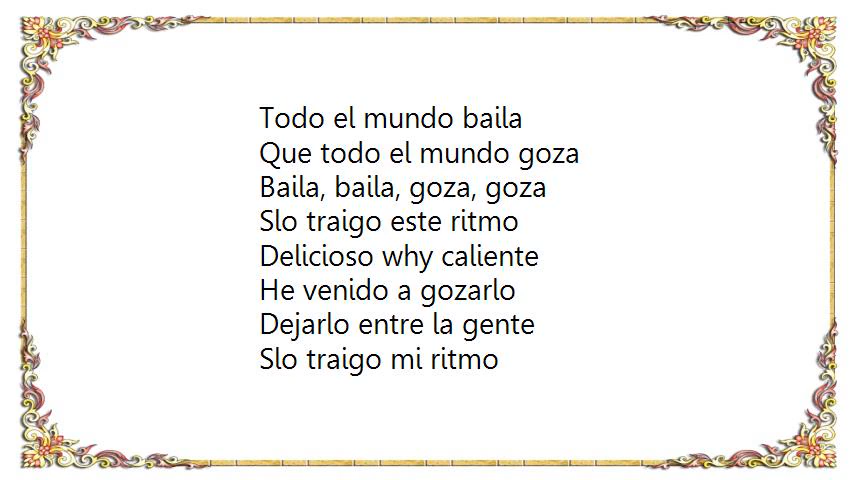 Todo el mundo baila
Que todo el mundo goza
Baila, baila, goza, goza
Slo traigo este ritmo
Delicioso why caliente
He venido a gozarlo
Dejarlo entre la gente
Slo traigo mi ritmo